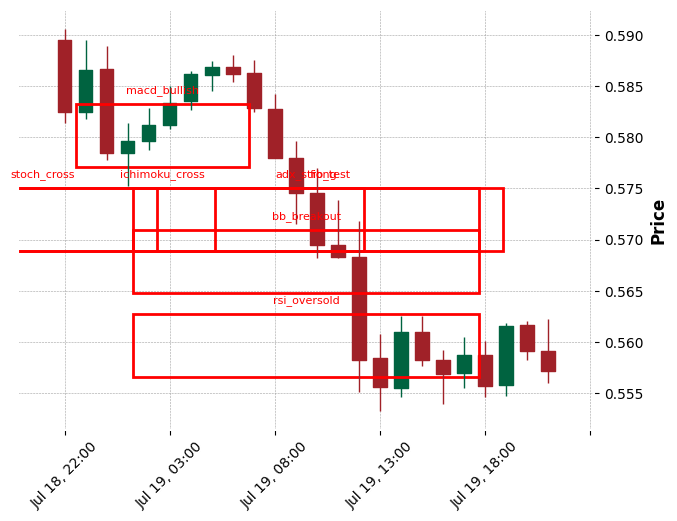 0.590
0.585
macd_bullish
0.580
stoch_cross
ichimoku_cross
fib_test
0.575
bb_breakout
Price
0.570
0.565
rsi_oversold
0.560
0.555
Jul 18, 22:00
Jul 19, 03:00
Jul 19, 08:00
Jul 19, 13:00
Jul 19, 18:00